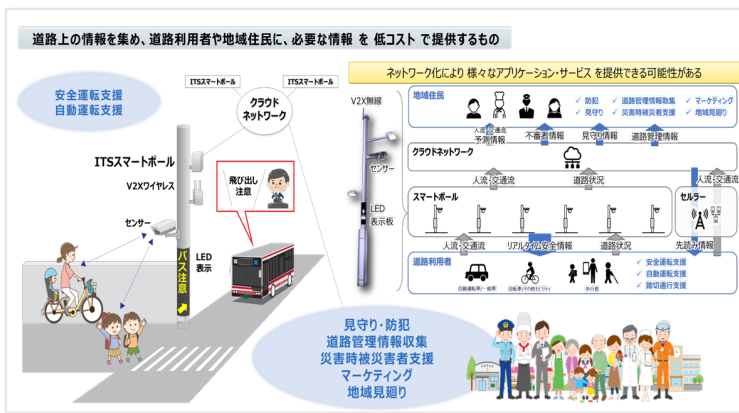 道路上の情報を集め、道路利用者や地域住民に、必要な情報 を 低コスト で提供するもの
安全運転支援
自動運転支援
ITSスマートポール
ITSスマートポール
クラウド
ネットワーク
ITSスマートポール
V2Xワイヤレス
センサー
飛び出し
注意
バス注意
LED
表示
見守り・防犯
道路管理情報収集
災害時被災害者支援
マーケティング
地域見廻り
ネットワーク化により 様々なアプリケーション・サービス を提供できる可能性がある
V2X無線
センサー
LED
表示板
地域住民
✓ 防犯 ✓ 道路管理情報収集 ✓ マーケティング
✓ 見守り ✓ 災害時被災者支援 ✓ 地域見廻り
人流・交通流
予測情報
不審者情報
見守り情報
道路管理情報
クラウドネットワーク
人流・交通流
道路状況
人流・交通流
スマートポール
セルラー
人流・交通流
リアルタイム安全情報
道路状況
先読み情報
道路利用者
✓ 安全運転支援
✓ 自動運転支援
✓ 踏切通行支援
自動運転車/一般車
歩行者